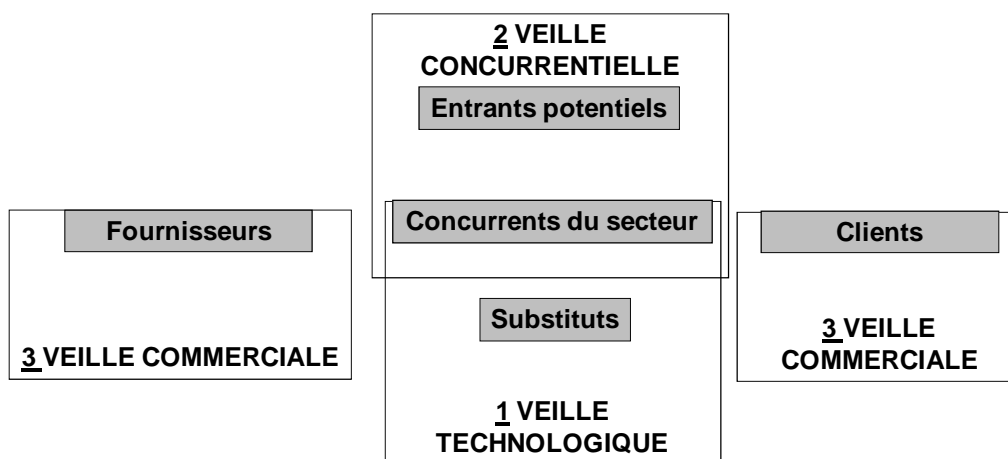 2 VEILLE
CONCURRENTIELLE
Entrants potentiels
Fournisseurs
Concurrents du secteur
Clients
Substituts
3 VEILLE COMMERCIALE
3 VEILLE
COMMERCIALE
1 VEILLE
TECHNOLOGIQUE